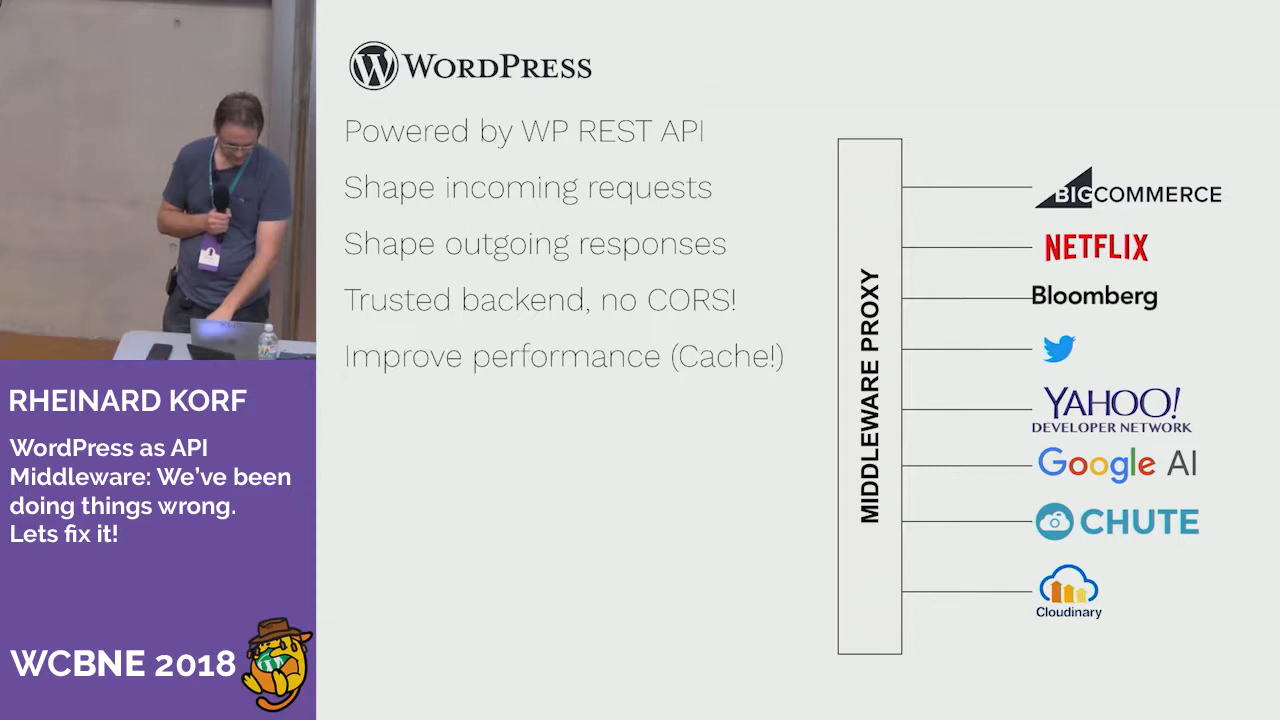 WORDPRESS
Powered by WP REST API
Shape incoming requests
Shape outgoing responses
Trusted backend, no CORS!
Improve performance (Cache!)
MIDDLEWARE PROXY
BIGCOMMERCE
NETFLIX
Bloomberg
YAHOO!
DEVELOPER NETWORK
Google AI
CHUTE
Cloudinary
RHEINARD KORF
WordPress as API
Middleware: We've been
doing things wrong.
Lets fix it!
WCBNE 2018